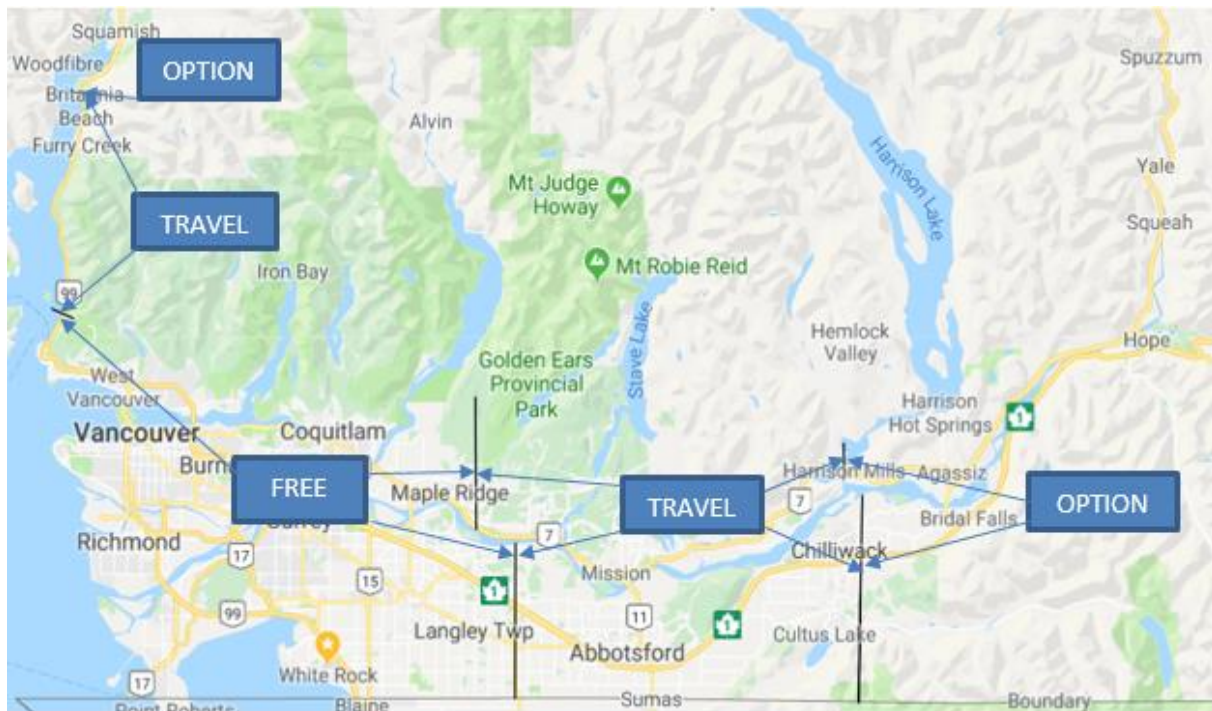 Squamish
Woodfibre
OPTION
Spuzzum
Britannia
Beach
Alvin
Furry Creek
Harrison Lake
Yale
Mt Judge
Howay
TRAVEL
Squeah
Iron Bay
Mt Robie Reid
99
Stave Lake
Hemlock
Valley
Hope
West
Vancouver
Golden Ears
Provincial
Park
Harrison
Hot Springs
1
Vancouver
Coquitlam
Burn
FREE
Maple Ridge
TRAVEL
Harrison Mills
Agassiz
7
OPTION
Surrey
Richmond
17
7
Bridal Falls
Chilliwack
Mission
15
1
99
11
1
Langley Twp
Abbotsford
Cultus Lake
White Rock
17
Point Roberts
Blaine
Sumas
Boundary